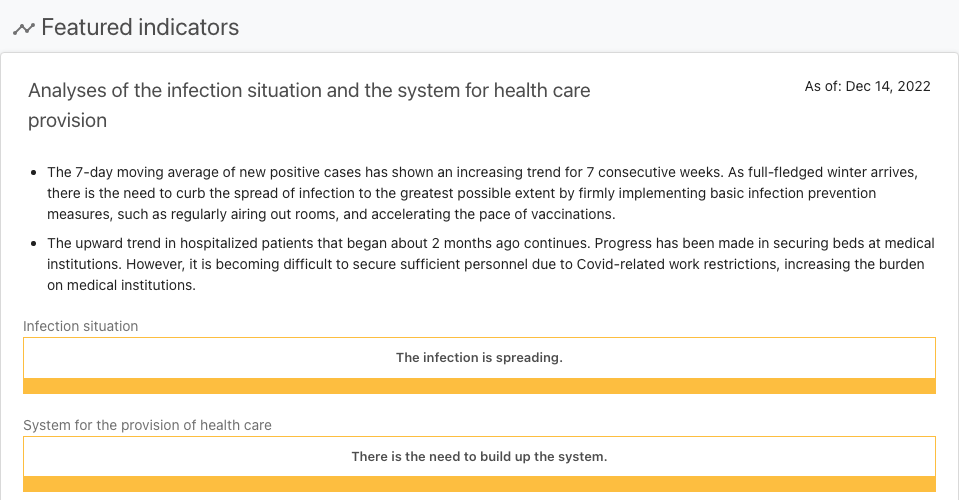 Featured indicators
Analyses of the infection situation and the system for health care
provision
As of: Dec 14, 2022
The 7-day moving average of new positive cases has shown an increasing trend for 7 consecutive weeks. As full-fledged winter arrives,
there is the need to curb the spread of infection to the greatest possible extent by firmly implementing basic infection prevention
measures, such as regularly airing out rooms, and accelerating the pace of vaccinations.
The upward trend in hospitalized patients that began about 2 months ago continues. Progress has been made in securing beds at medical
institutions. However, it is becoming difficult to secure sufficient personnel due to Covid-related work restrictions, increasing the burden
on medical institutions.
Infection situation
The infection is spreading.
System for the provision of health care
There is the need to build up the system.